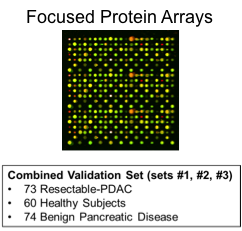 Focused Protein Arrays
Combined Validation Set (sets #1, #2, #3)
• 73 Resectable-PDAC
• 60 Healthy Subjects
• 74 Benign Pancreatic Disease